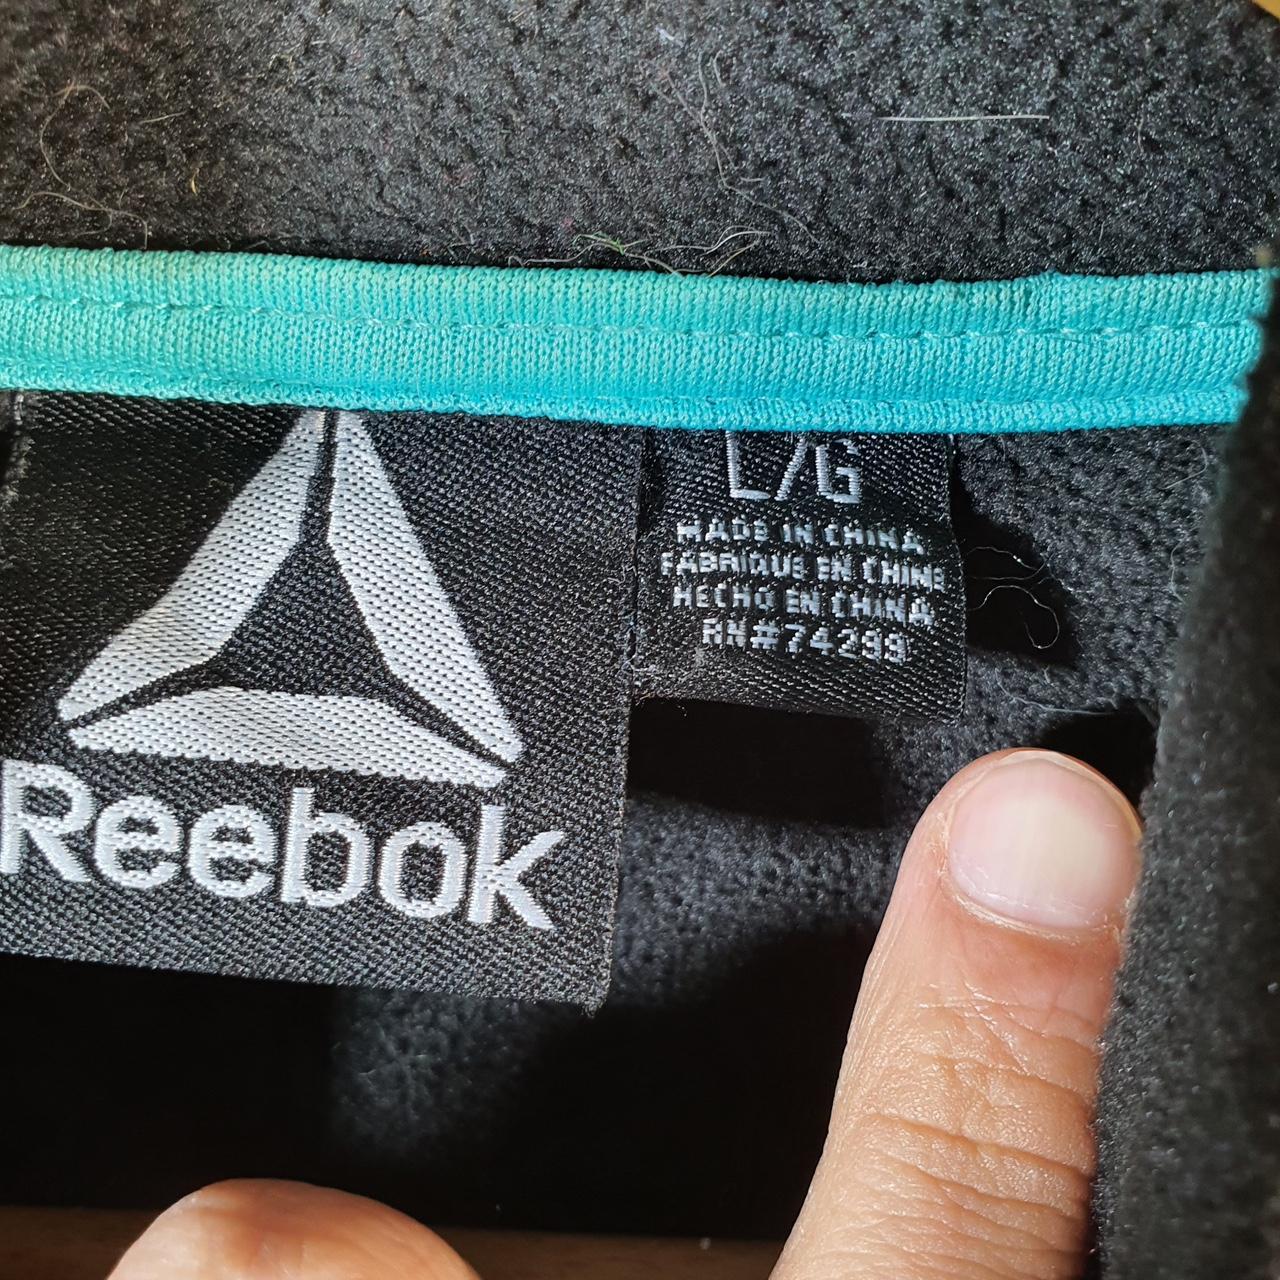 Reebok
L/G
MADE IN CHINA
FABRIQUE EN CHINE
HECHO EN CHINA
RN#74299